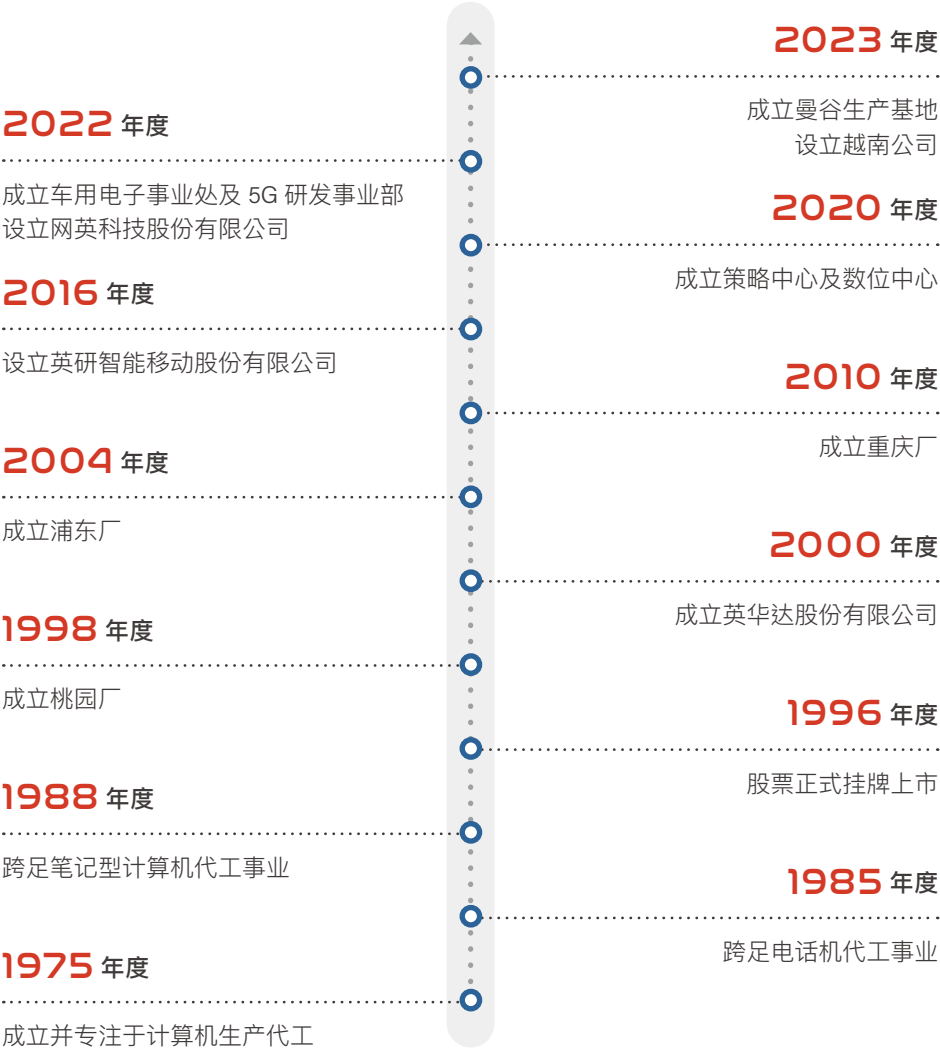 2023 年度
成立曼谷生产基地
设立越南公司
2022 年度
成立车用电子事业处及 5G 研发事业部
设立网英科技股份有限公司
2020 年度
成立策略中心及数位中心
2016 年度
设立英研智能移动股份有限公司
2010 年度
成立重庆厂
2004 年度
成立浦东厂
2000 年度
成立英华达股份有限公司
1998 年度
成立桃园厂
1996 年度
股票正式挂牌上市
1988 年度
跨足笔记型计算机代工事业
1985 年度
跨足电话机代工事业
1975 年度
成立并专注于计算机生产代工